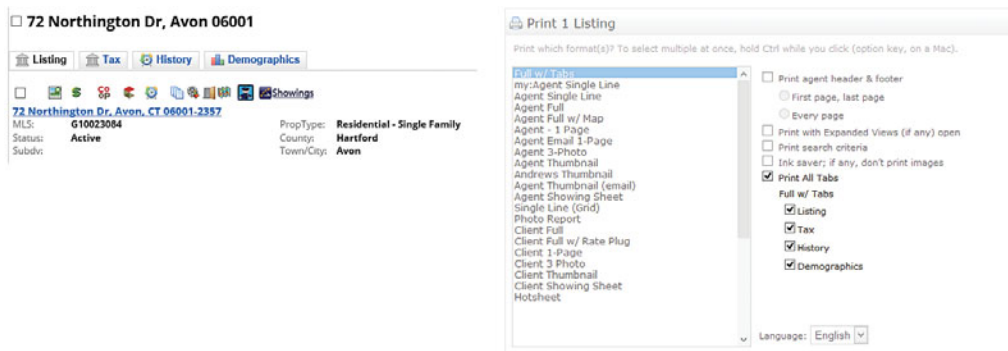 72 Northington Dr, Avon 06001
Listing Tax History Demographics
Showings
72 Northington Dr, Avon, CT 06001-2357
MLS: G10023084 PropType: Residential - Single Family
Status: Active County: Hartford
Subdv: Town/City: Avon
Print 1 Listing
Print which format(s)? To select multiple at once, hold Ctrl while you click (option key, on a Mac).
Full w/ Tabs
my:Agent Single Line
Agent Single Line
Agent Full
Agent Full w/ Map
Agent - 1 Page
Agent Email 1-Page
Agent 3-Photo
Agent Thumbnail
Andrews Thumbnail
Agent Thumbnail (email)
Agent Showing Sheet
Single Line (Grid)
Photo Report
Client Full
Client Full w/ Rate Plug
Client 1-Page
Client 3 Photo
Client Thumbnail
Client Showing Sheet
Hotsheet
Print agent header & footer
First page, last page
Every page
Print with Expanded Views (if any) open
Print search criteria
Ink saver; if any, don't print images
Print All Tabs
Full w/ Tabs
Listing
Tax
History
Demographics
Language: English